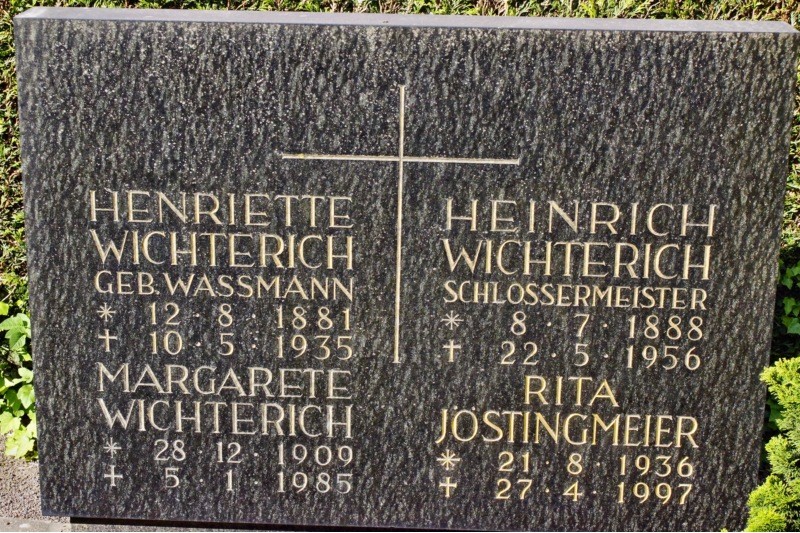 HENRIETTE
WICHTERICH
GEB. WASSMANN
* 12 · 8 · 1881
† 10 · 5 · 1935
MARGARETE
WICHTERICH
* 28 · 12 · 1909
† 5 · 1 · 1985
HEINRICH
WICHTERICH
SCHLOSSERMEISTER
* 8 · 7 · 1888
† 22 · 5 · 1956
RITA
JÖSTINGMEIER
* 21 · 8 · 1936
† 27 · 4 · 1997